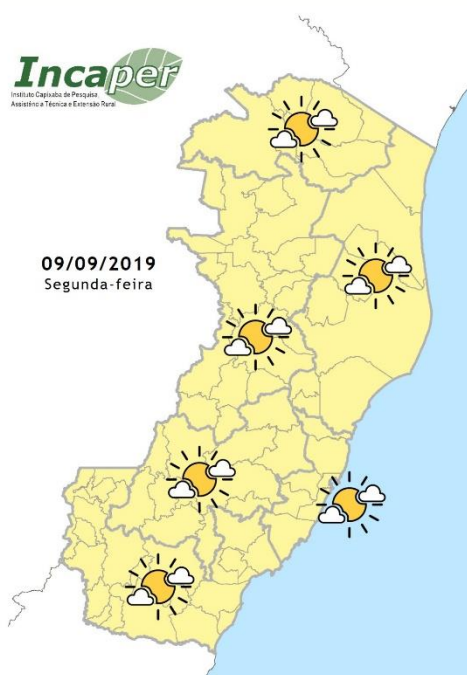 Incaper
Instituto Capixaba de Pesquisa,
Assistência Técnica e Extensão Rural
09/09/2019
Segunda-feira